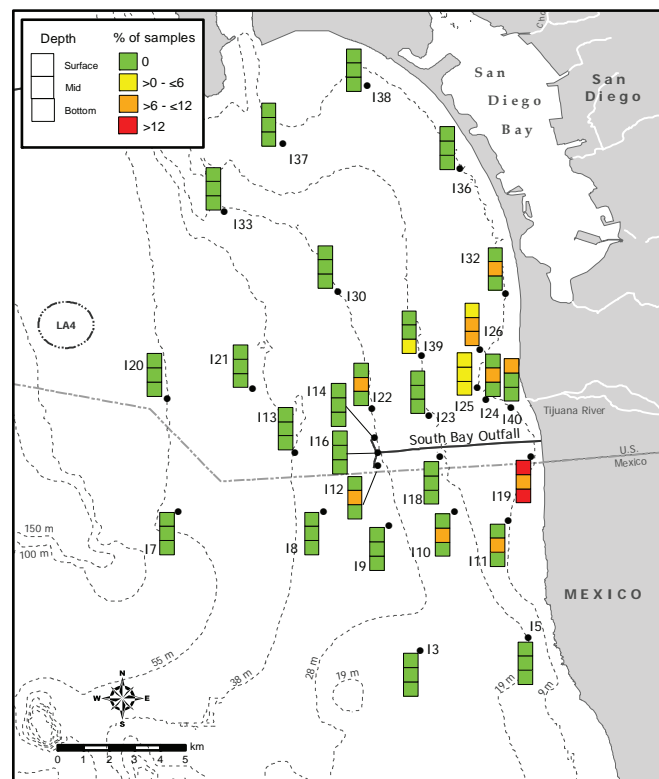 Depth
Surface
Mid
Bottom
% of samples
0
>0 - ≤6
>6 - ≤12
>12
San
Diego
Bay
San
Diego
I38
I37
I36
I33
I32
I30
I26
I39
LA4
I20
I21
I14
I22
I25
I24
I40
I23
I13
Tijuana River
I16
South Bay Outfall
U.S.
Mexico
I12
I18
I19
I7
I8
I9
I10
I11
150 m
100 m
MEXICO
I3
I5
55 m
38 m
28 m
19 m
19 m
9 m
N
W
E
S
0
1
2
3
4
5
km